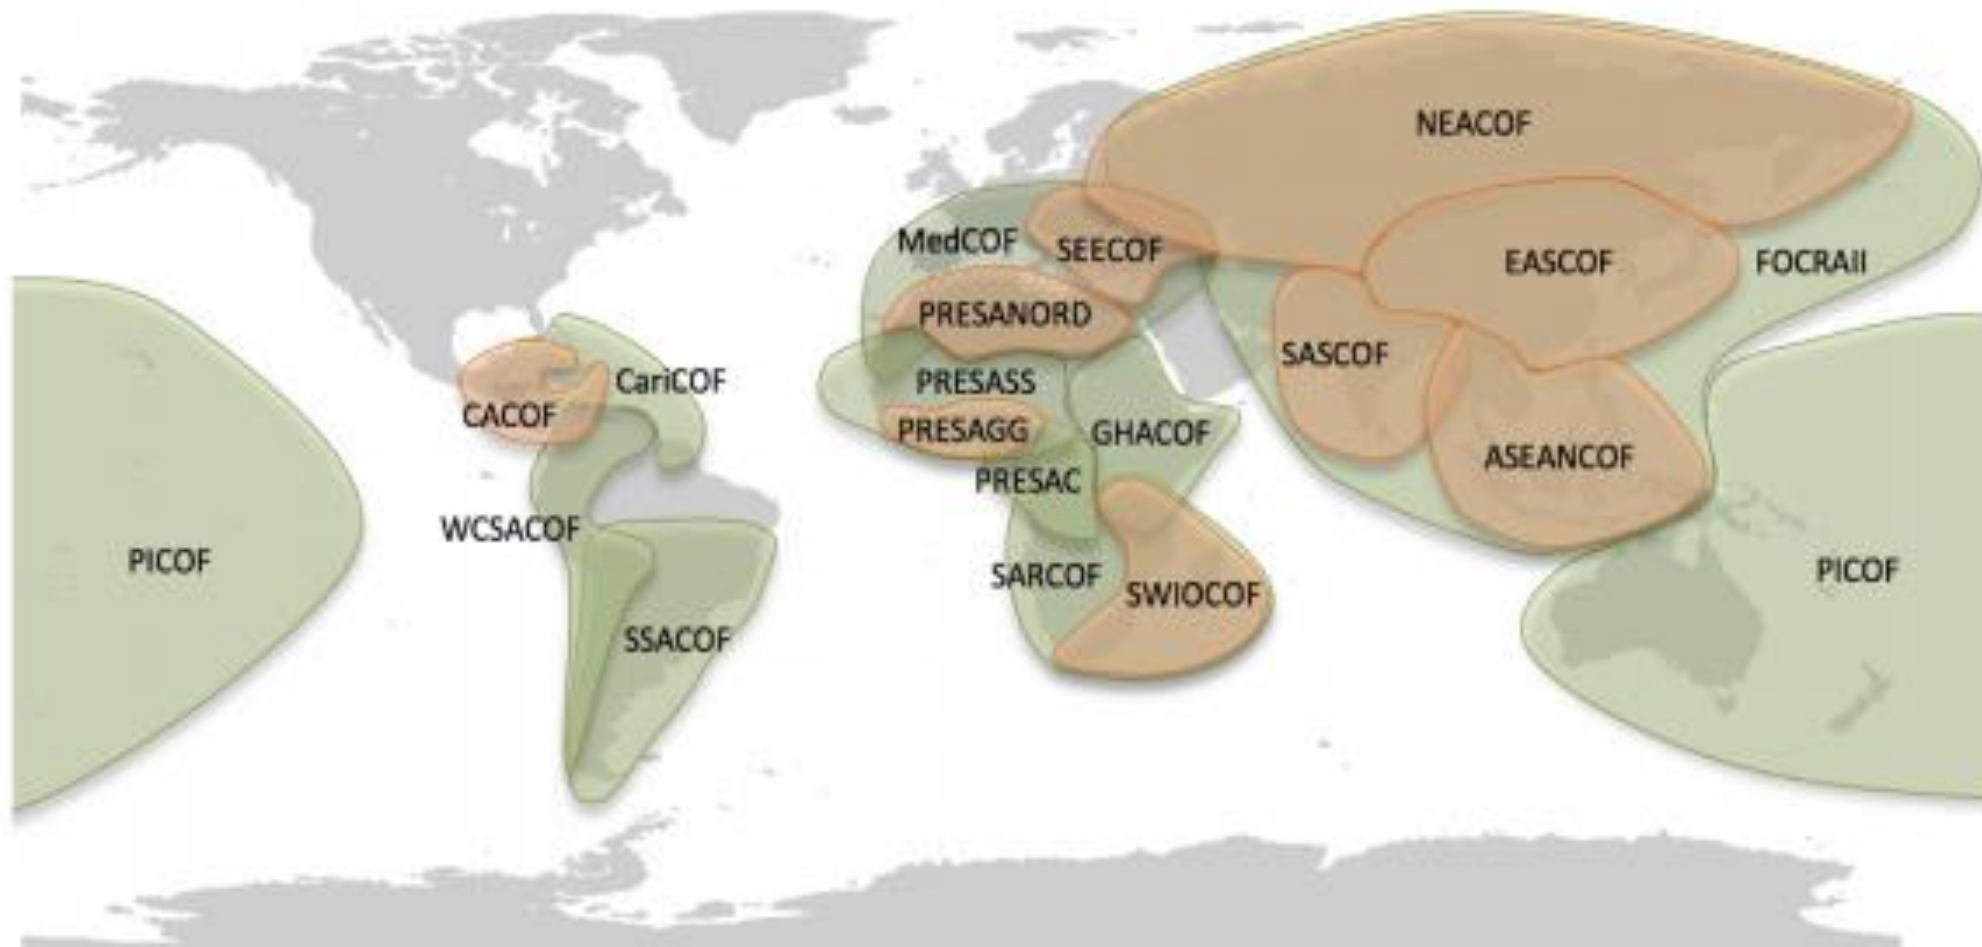 NEACOF
MedCOF
SEECOF
EASCOF
FOCRAII
PRESANORD
SASCOF
CariCOF
PRESASS
CACOF
PRESAGG
GHACOF
ASEANCOF
PRESAC
WCSACOF
PICOF
SARCOF
SWIOCOF
PICOF
SSACOF